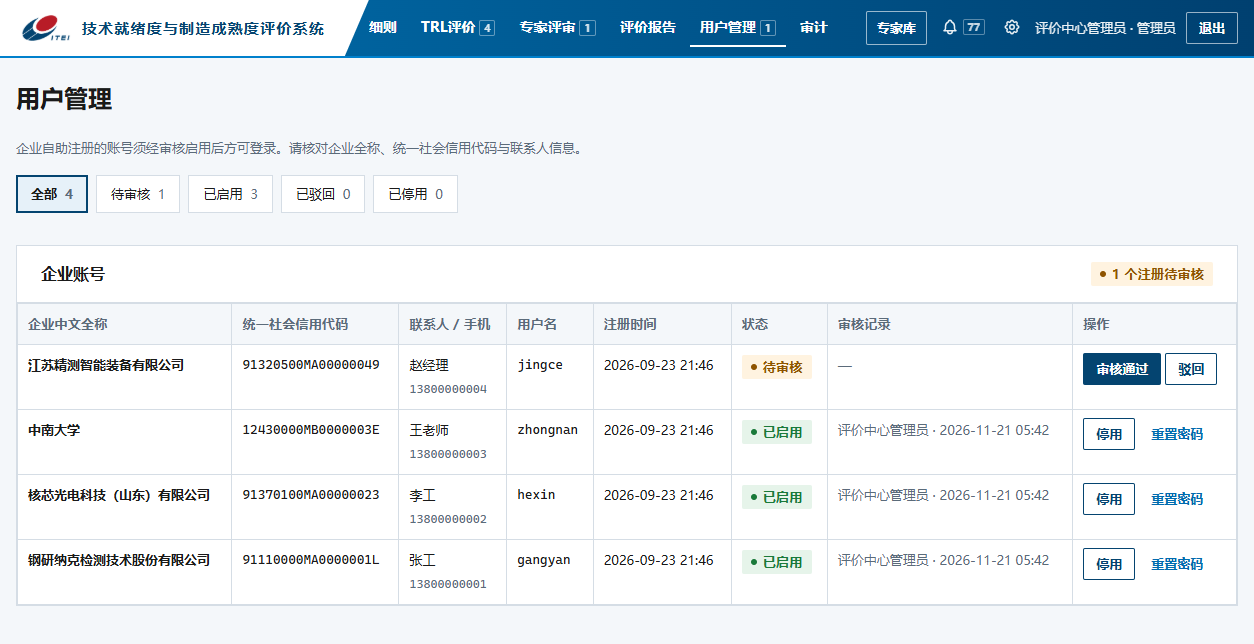 ITEI 技术就绪度与制造成熟度评价系统 细则 TRL评价 4 专家评审 1 评价报告 用户管理 1 审计 专家库 77 评价中心管理员 · 管理员 退出
用户管理
企业自助注册的账号须经审核启用后方可登录。请核对企业全称、统一社会信用代码与联系人信息。
全部 4 待审核 1 已启用 3 已驳回 0 已停用 0
企业账号 1 个注册待审核
企业中文全称 统一社会信用代码 联系人 / 手机 用户名 注册时间 状态 审核记录 操作
江苏精测智能装备有限公司 91320500MA00000049 赵经理 jingce 2026-09-23 21:46 待审核 — 审核通过 驳回
13800000004
中南大学 12430000MB0000003E 王老师 zhongnan 2026-09-23 21:46 已启用 评价中心管理员 · 2026-11-21 05:42 停用 重置密码
13800000003
核芯光电科技（山东）有限公司 91370100MA00000023 李工 hexin 2026-09-23 21:46 已启用 评价中心管理员 · 2026-11-21 05:42 停用 重置密码
13800000002
钢研纳克检测技术股份有限公司 91110000MA0000001L 张工 gangyan 2026-09-23 21:46 已启用 评价中心管理员 · 2026-11-21 05:42 停用 重置密码
13800000001